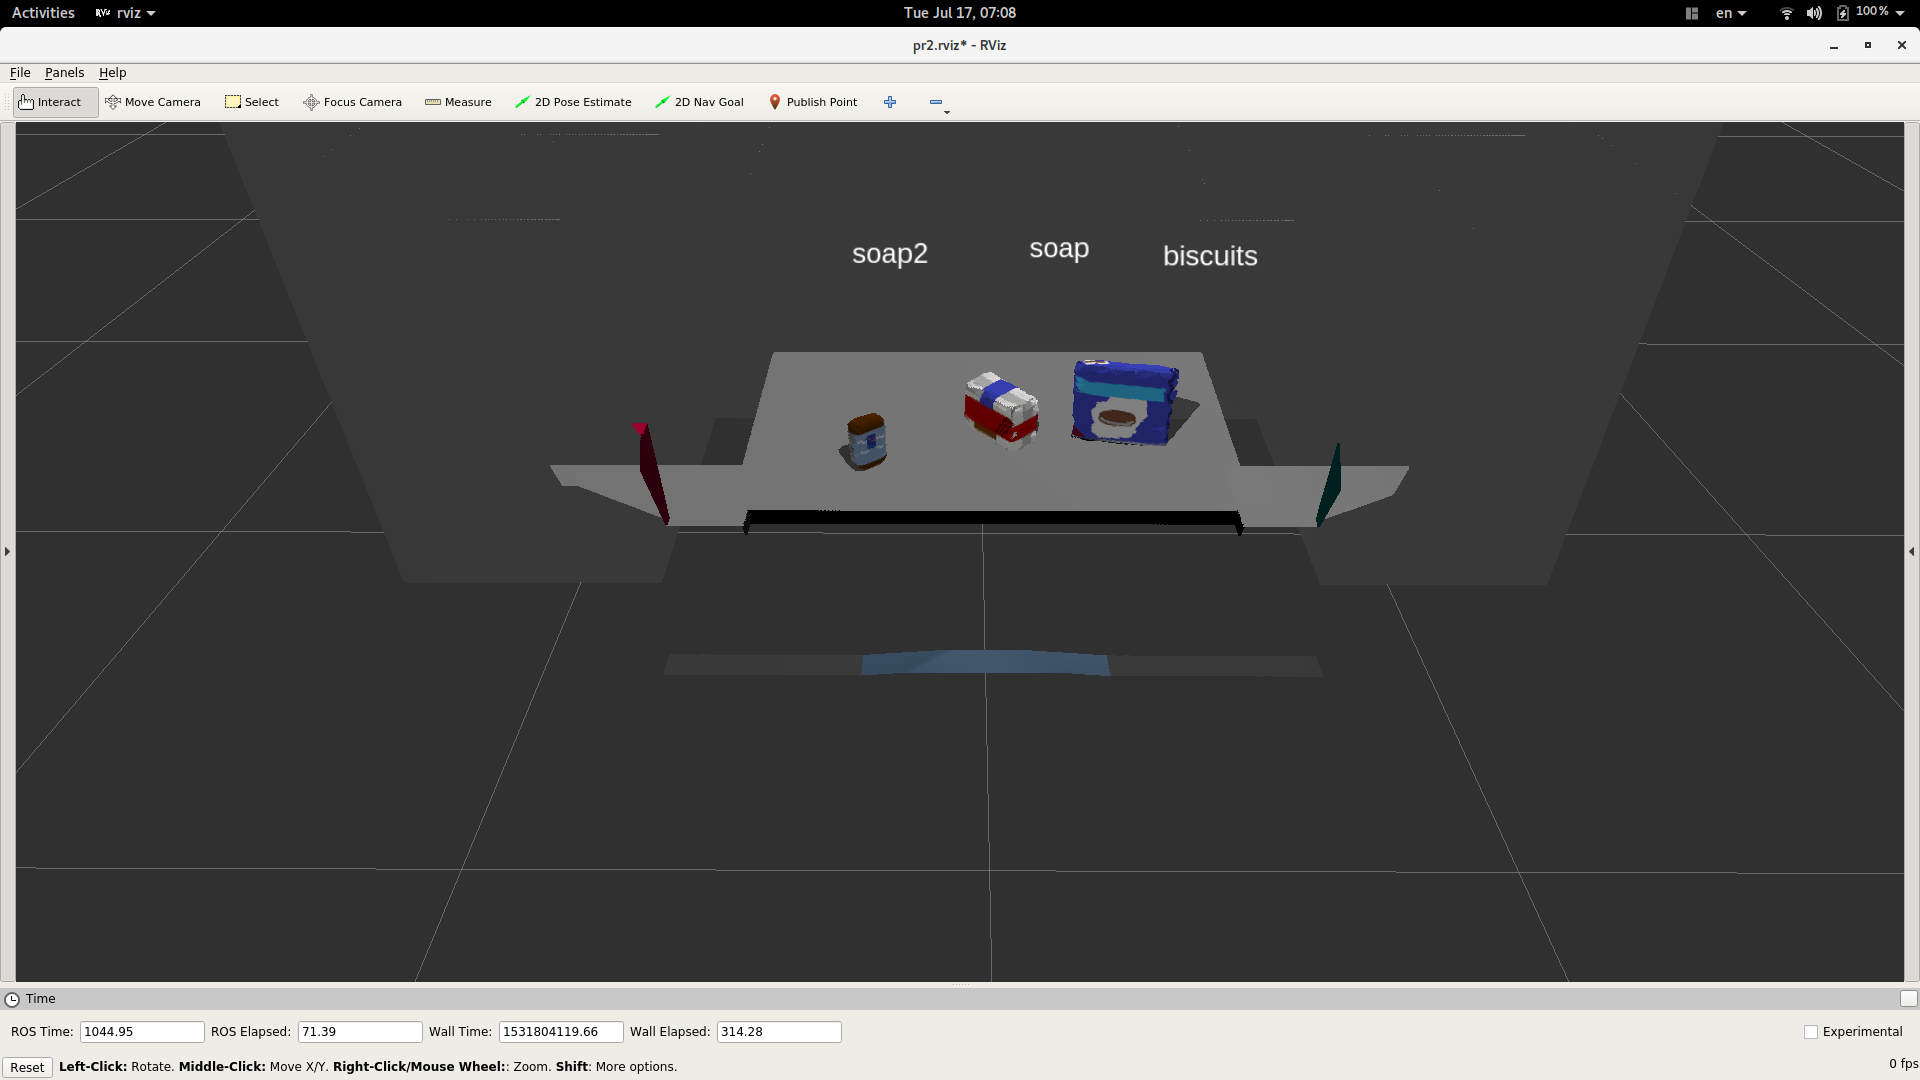 Activities
RViz
rviz
Tue Jul 17, 07:08
en
100%
pr2.rviz* - RViz
File Panels Help
Interact Move Camera Select Focus Camera Measure 2D Pose Estimate 2D Nav Goal Publish Point
soap2 soap biscuits
Time
ROS Time: 1044.95 ROS Elapsed: 71.39 Wall Time: 1531804119.66 Wall Elapsed: 314.28 Experimental
Reset Left-Click: Rotate. Middle-Click: Move X/Y. Right-Click/Mouse Wheel:: Zoom. Shift: More options. 0 fps